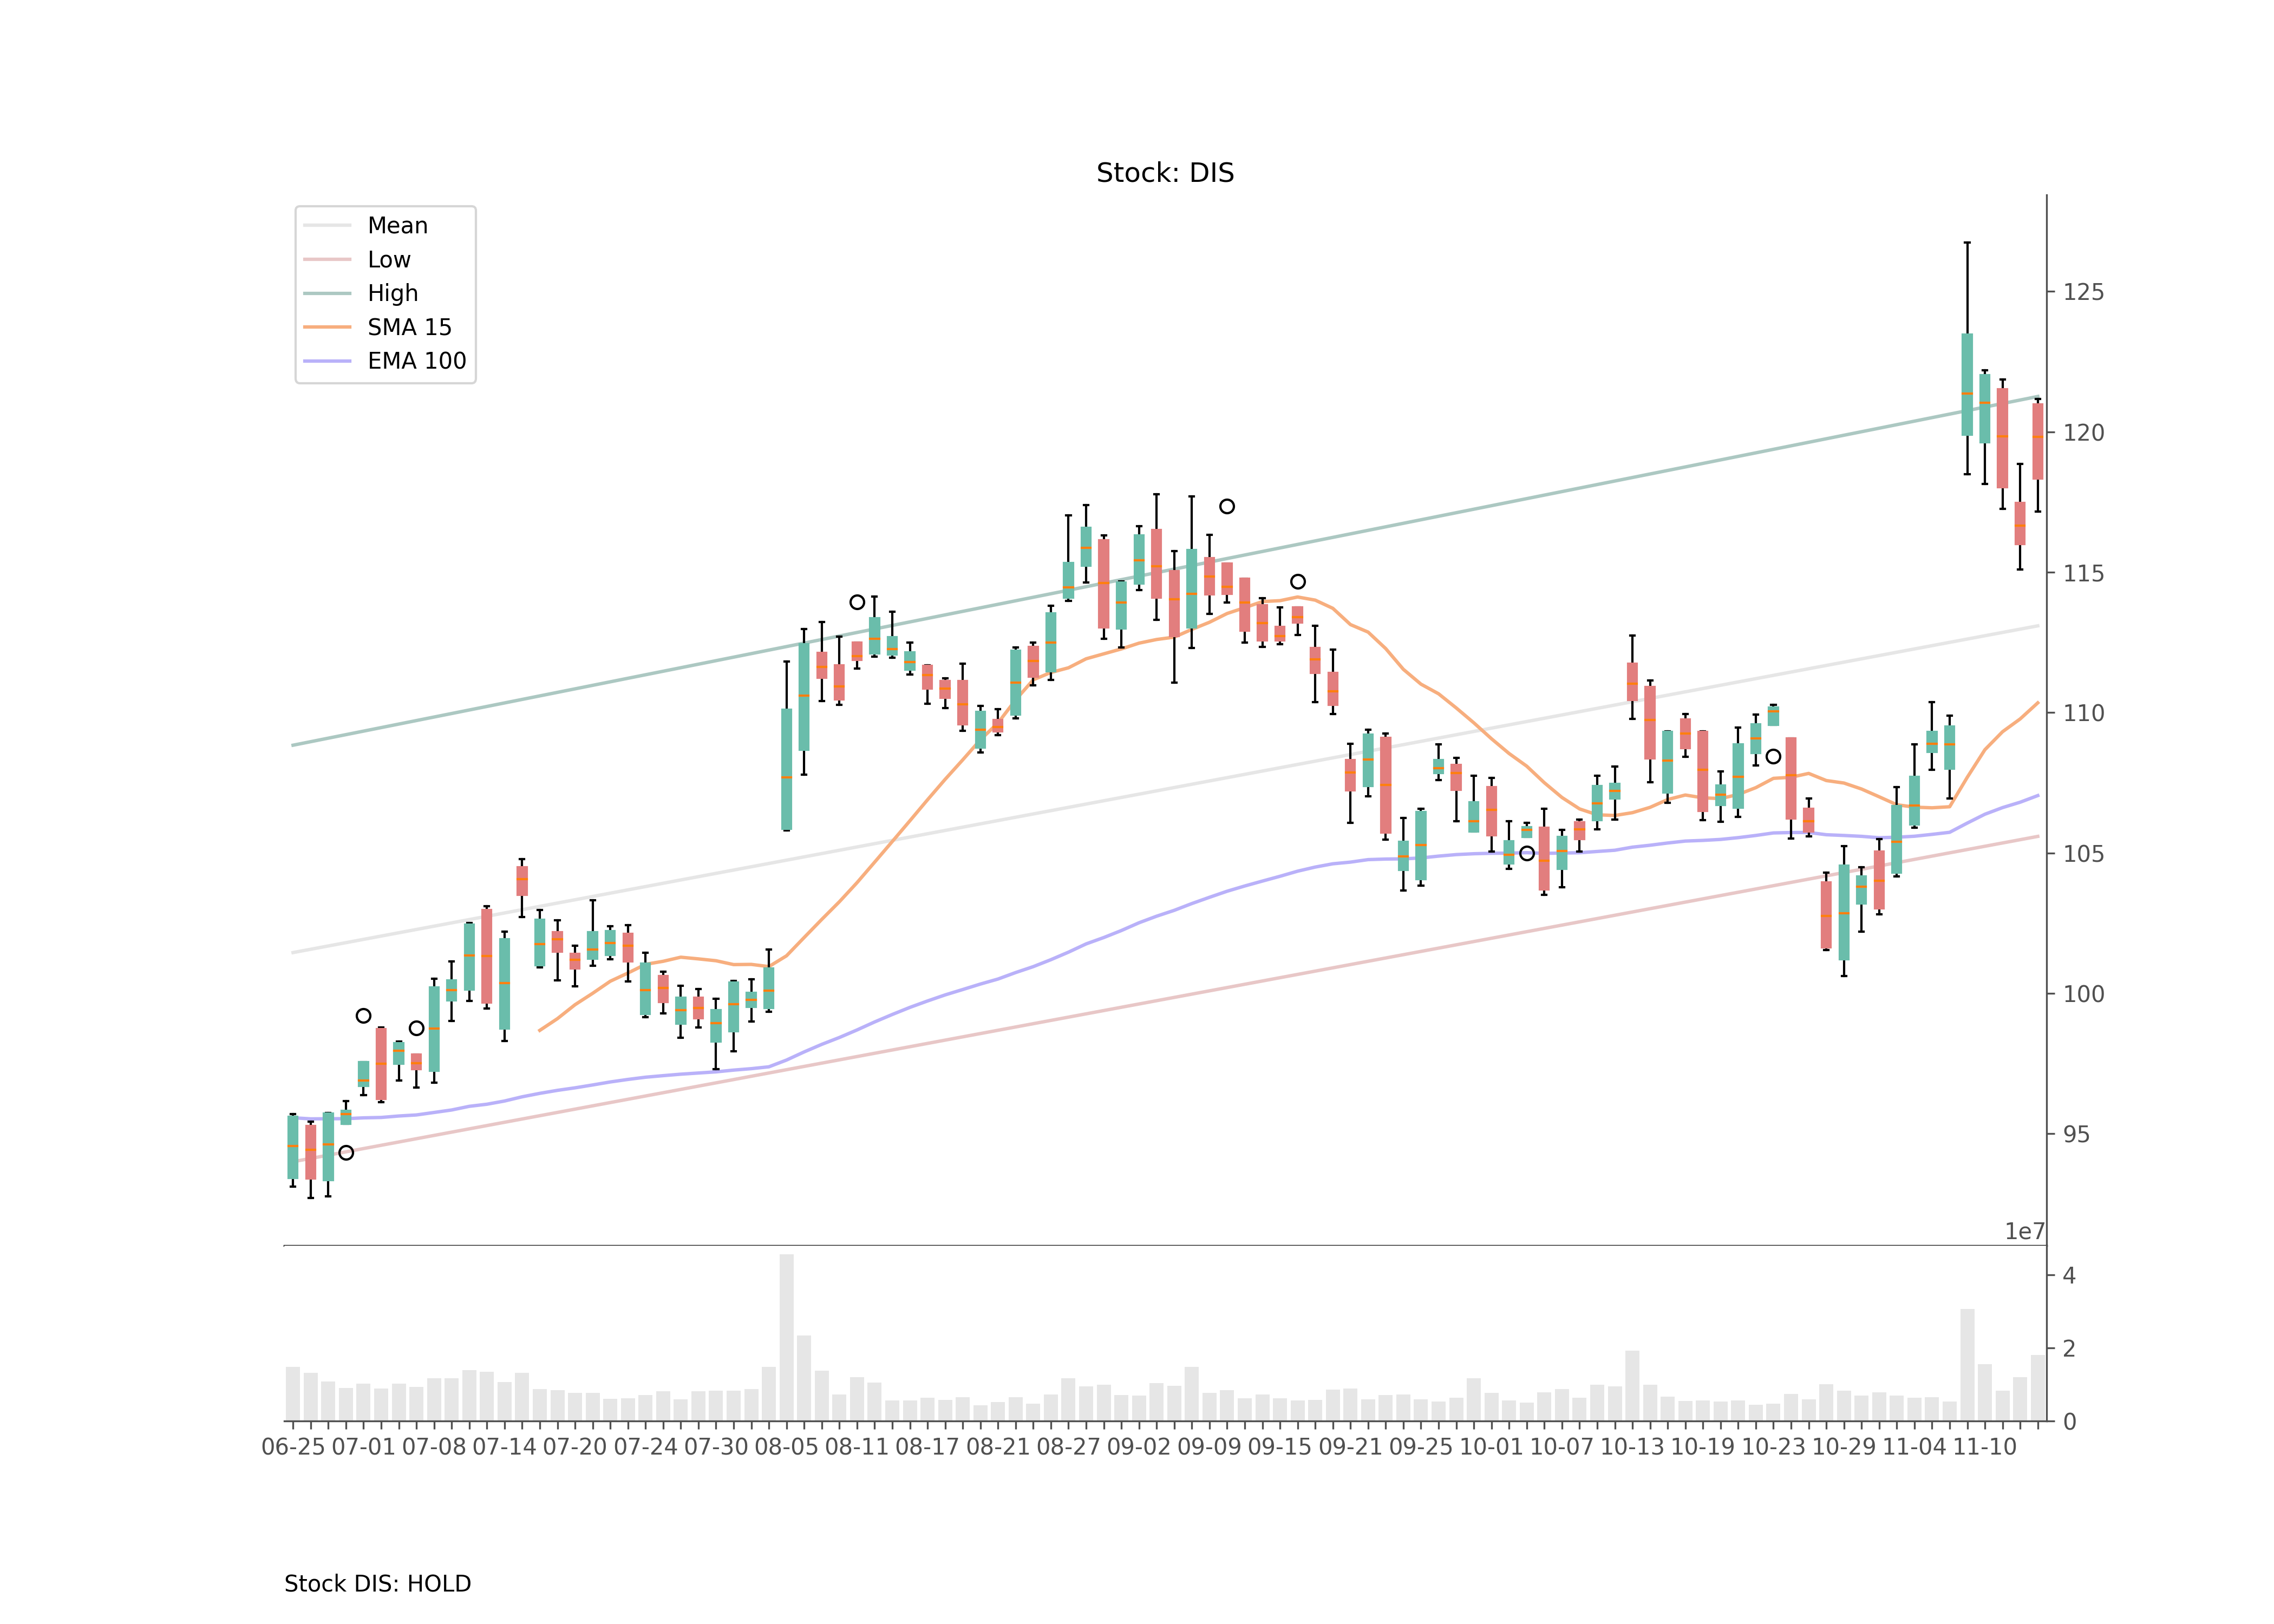 Stock: DIS
Mean
Low
High
SMA 15
EMA 100
125
120
115
110
105
100
95
1e7
4
2
0
06-25 07-01 07-08 07-14 07-20 07-24 07-30 08-05 08-11 08-17 08-21 08-27 09-02 09-09 09-15 09-21 09-25 10-01 10-07 10-13 10-19 10-23 10-29 11-04 11-10
Stock DIS: HOLD